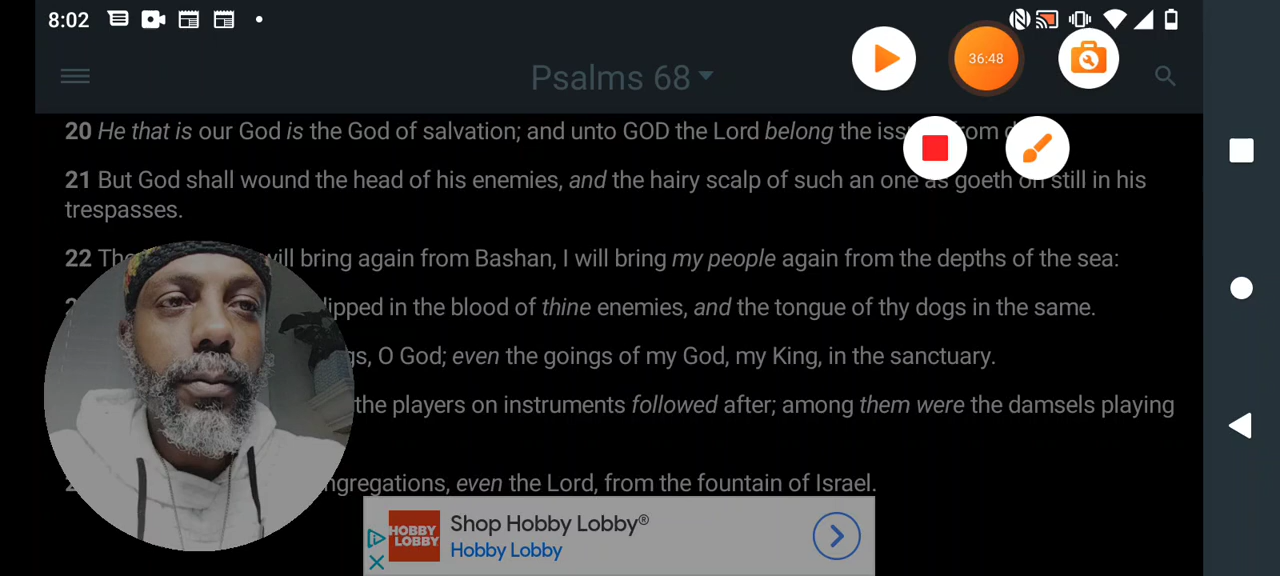 8:02
36:48
Psalms 68
20 He that is our God is the God of salvation; and unto GOD the Lord belong the from
21 But God shall wound the head of his enemies, and the hairy scalp of such an one as goeth on still in his
trespasses.
22 will bring again from Bashan, I will bring my people again from the depths of the sea:
in the blood of thine enemies, and the tongue of thy dogs in the same.
O God; even the goings of my God, my King, in the sanctuary.
the players on instruments followed after; among them were the damsels playing
even the Lord, from the fountain of Israel.
HOBBY
LOBBY
Shop Hobby Lobby®
Hobby Lobby